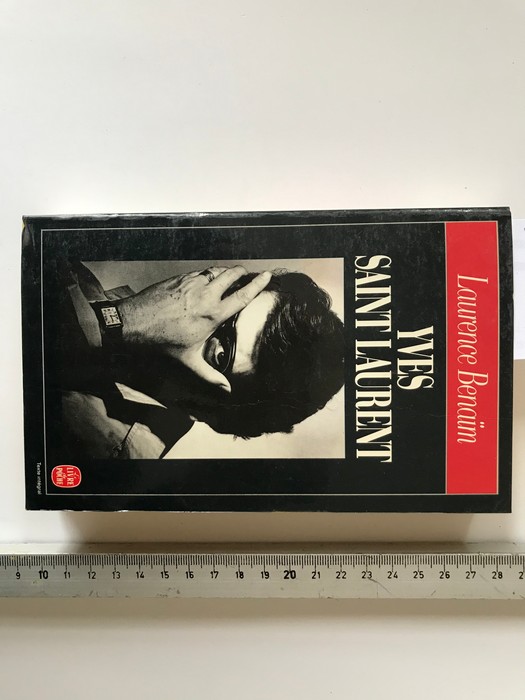 Laurence Benaïm
YVES
SAINT LAURENT
LE LIVRE
DE POCHE
Texte intégral
9 10 11 12 13 14 15 16 17 18 19 20 21 22 23 24 25 26 27 28